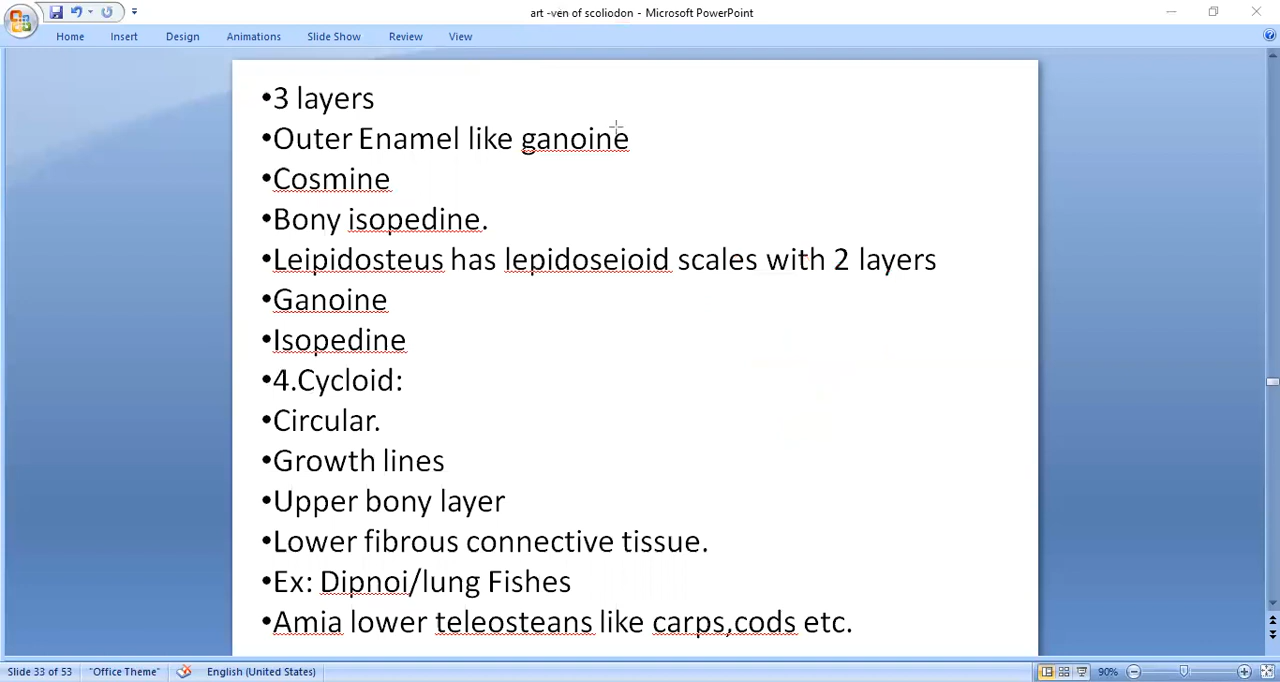 art -ven of scoliodon - Microsoft PowerPoint
Home Insert Design Animations Slide Show Review View
•3 layers
•Outer Enamel like ganoine
•Cosmine
•Bony isopedine.
•Leipidosteus has lepidoseioid scales with 2 layers
•Ganoine
•Isopedine
•4.Cycloid:
•Circular.
•Growth lines
•Upper bony layer
•Lower fibrous connective tissue.
•Ex: Dipnoi/lung Fishes
•Amia lower teleosteans like carps,cods etc.
Slide 33 of 53 "Office Theme" English (United States) 90%